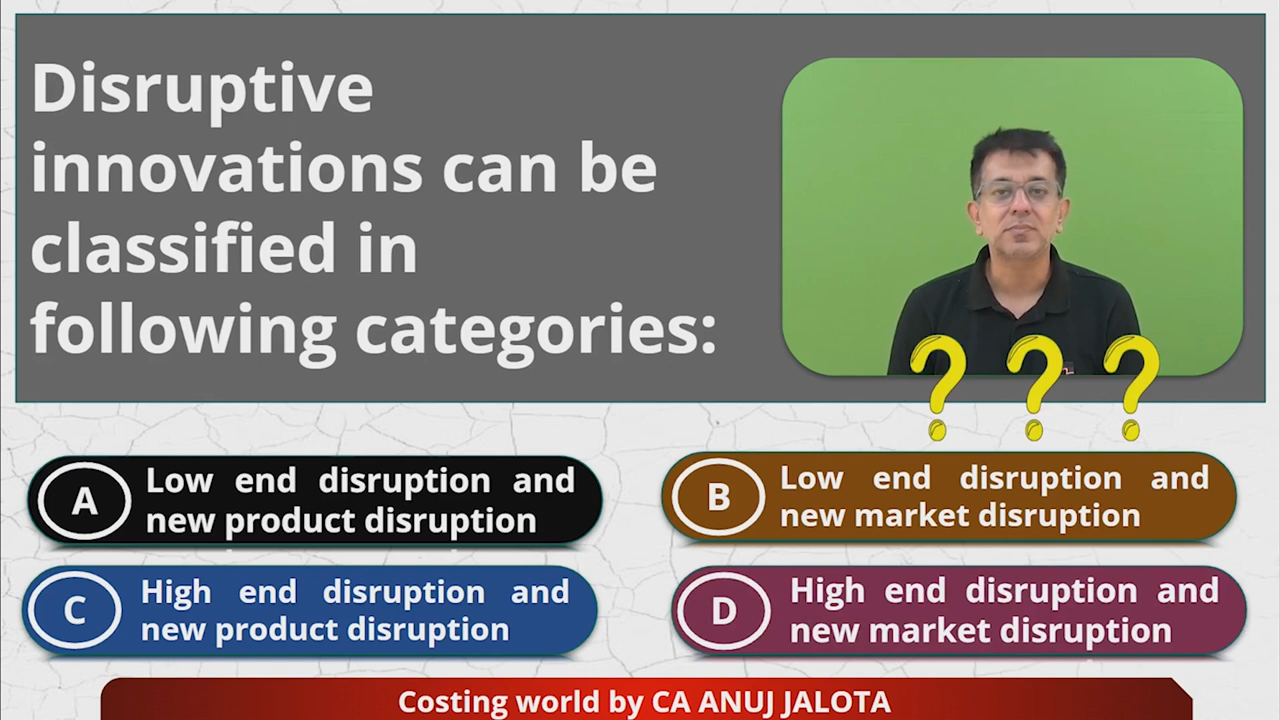 Disruptive
innovations can be
classified in
following categories:
? ? ?
A
Low end disruption and
new product disruption
B
Low end disruption and
new market disruption
C
High end disruption and
new product disruption
D
High end disruption and
new market disruption
Costing world by CA ANUJ JALOTA